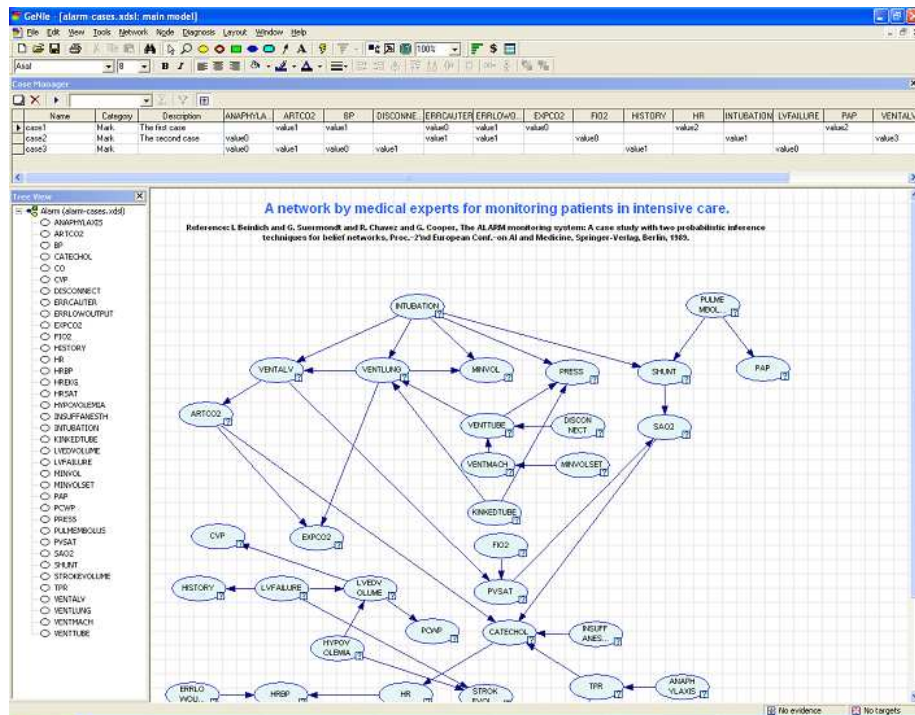 GeNIe - [alarm-cases.xdsl: main model]
File Edit View Tools Network Node Diagnosis Layout Window Help
100%
Arial 8 B I
Case Manager
Name Category Description ANAPHYLA... ARTCO2 BP DISCONNE... ERRCAUTER ERRLOWO... EXPCO2 FIO2 HISTORY HR INTUBATION LVFAILURE PAP VENTALV
case1 Mark The first case value1 value1 value0 value1 value0 value2 value2
case2 Mark The second case value0 value1 value1 value0 value1 value3
case3 Mark value0 value1 value0 value1 value1 value0
Tree View
Alarm (alarm-cases.xdsl)
ANAPHYLAXIS
ARTCO2
BP
CATECHOL
CO
CVP
DISCONNECT
ERRCAUTER
ERRLOWOUTPUT
EXPCO2
FIO2
HISTORY
HR
HRBP
HREKG
HRSAT
HYPOVOLEMIA
INSUFFANESTH
INTUBATION
KINKEDTUBE
LVEDVOLUME
LVFAILURE
MINVOL
MINVOLSET
PAP
PCWP
PRESS
PULMEMBOLUS
PVSAT
SAO2
SHUNT
STROKEVOLUME
TPR
VENTALV
VENTLUNG
VENTMACH
VENTTUBE
A network by medical experts for monitoring patients in intensive care.
Reference: I. Beinlich and G. Suermondt and R. Chavez and G. Cooper, The ALARM monitoring system: A case study with two probabilistic inference
techniques for belief networks, Proc.-2'nd European Conf.-on AI and Medicine, Springer-Verlag, Berlin, 1989.
INTUBATION
PULME
MBOL...
VENTALV
VENTLUNG
MINVOL
PRESS
SHUNT
PAP
ARTCO2
VENTTUBE
DISCON
NECT
SAO2
VENTMACH
MINVOLSET
KINKEDTUBE
CVP
EXPCO2
FIO2
HISTORY
LVFAILURE
LVEDV
OLUME
PVSAT
PCWP
CATECHOL
INSUFF
ANES...
HYPOV
OLEMIA
ERRLO
WOU...
HRBP
HR
STROK
EVOL...
TPR
ANAPH
YLAXIS
No evidence
No targets